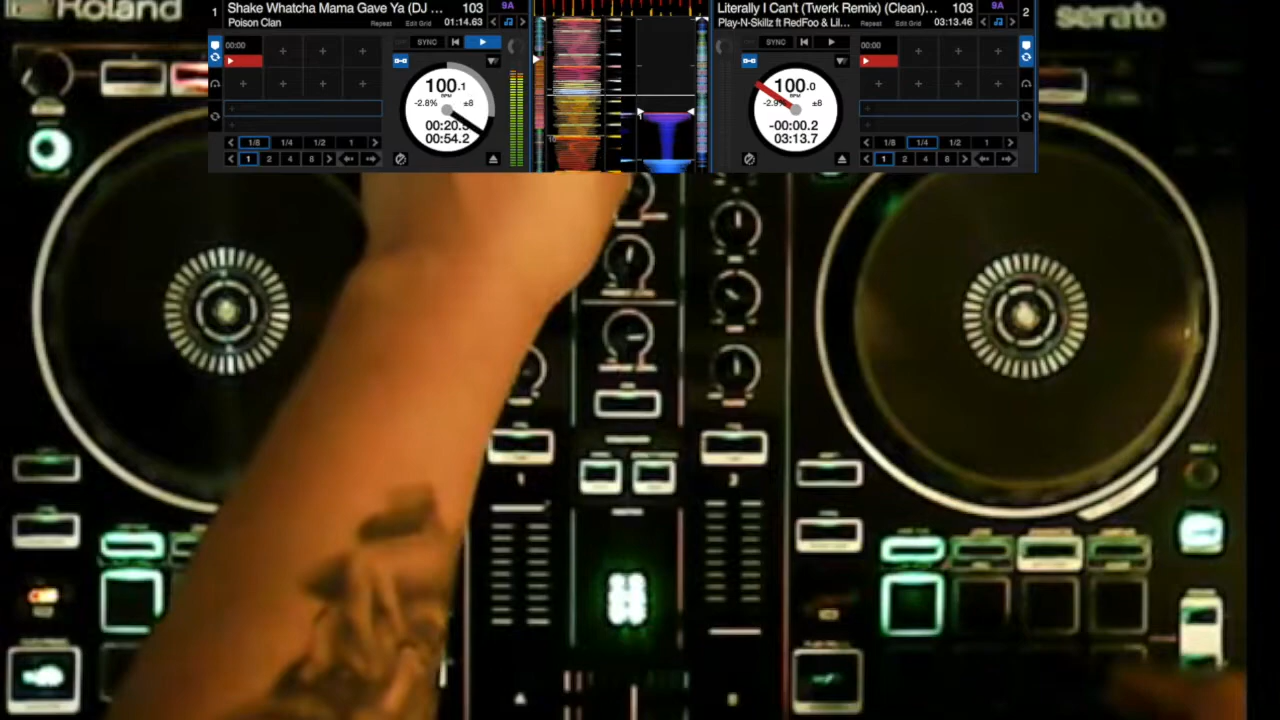 Roland
serato
1
Shake Whatcha Mama Gave Ya (DJ ...
103
9A
Poison Clan
Repeat
Edit Grid
01:14.63
00:00
SYNC
100.1
BPM
-2.8%
±8
00:54.2
1/8
1/4
1/2
1
1
2
4
8
Literally I Can't (Twerk Remix) (Clean)...
103
9A
2
Play-N-Skillz ft RedFoo & Lil...
Repeat
Edit Grid
03:13.46
SYNC
00:00
100.0
BPM
-2.9%
±8
-00:00.2
03:13.7
1/8
1/4
1/2
1
1
2
4
8
1